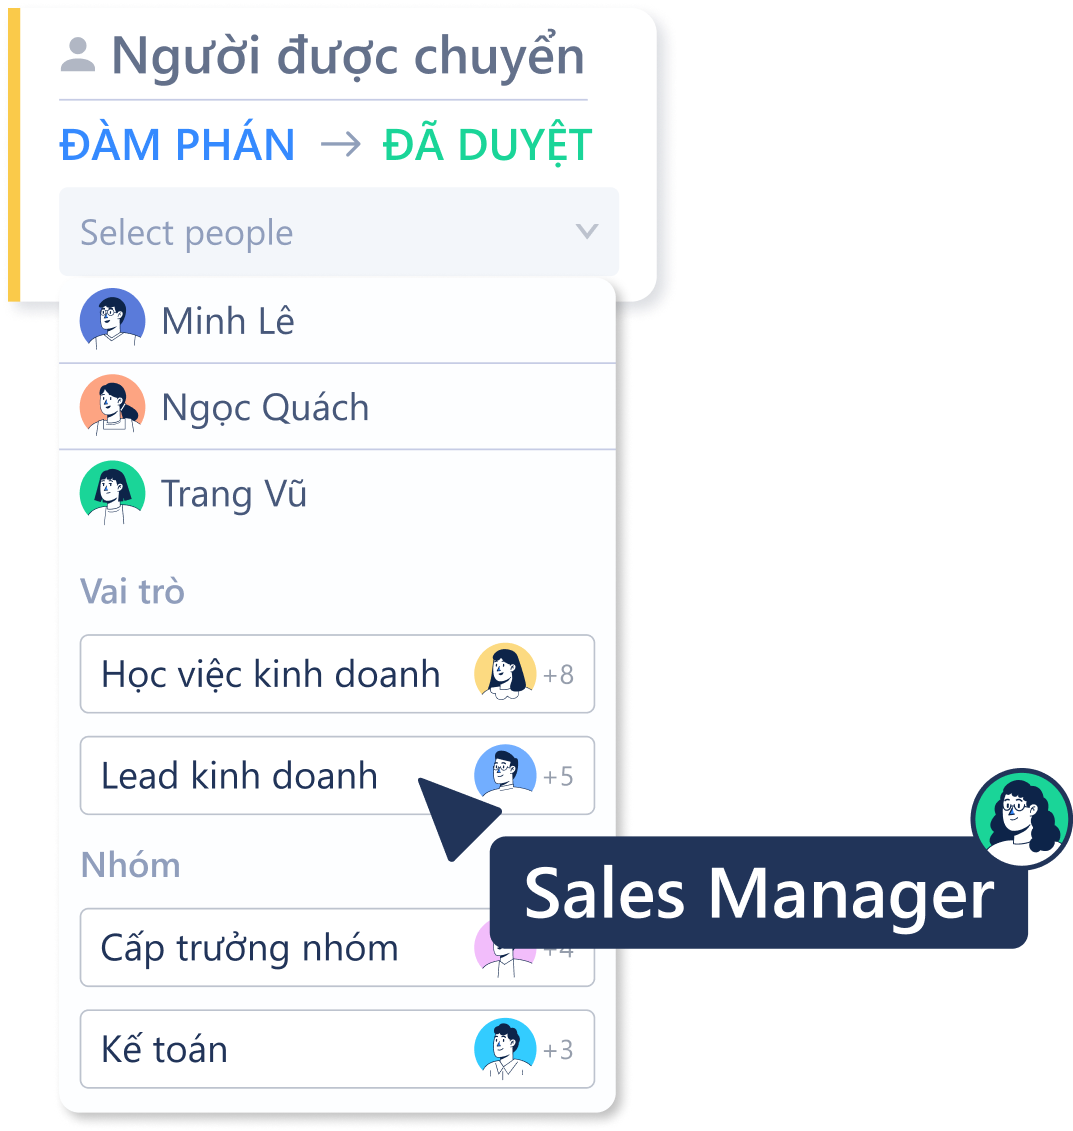 Người được chuyển
ĐÀM PHÁN → ĐÃ DUYỆT
Select people
Minh Lê
Ngọc Quách
Trang Vũ
Vai trò
Học việc kinh doanh +8
Lead kinh doanh +5
Nhóm
Sales Manager
Cấp trưởng nhóm +4
Kế toán +3